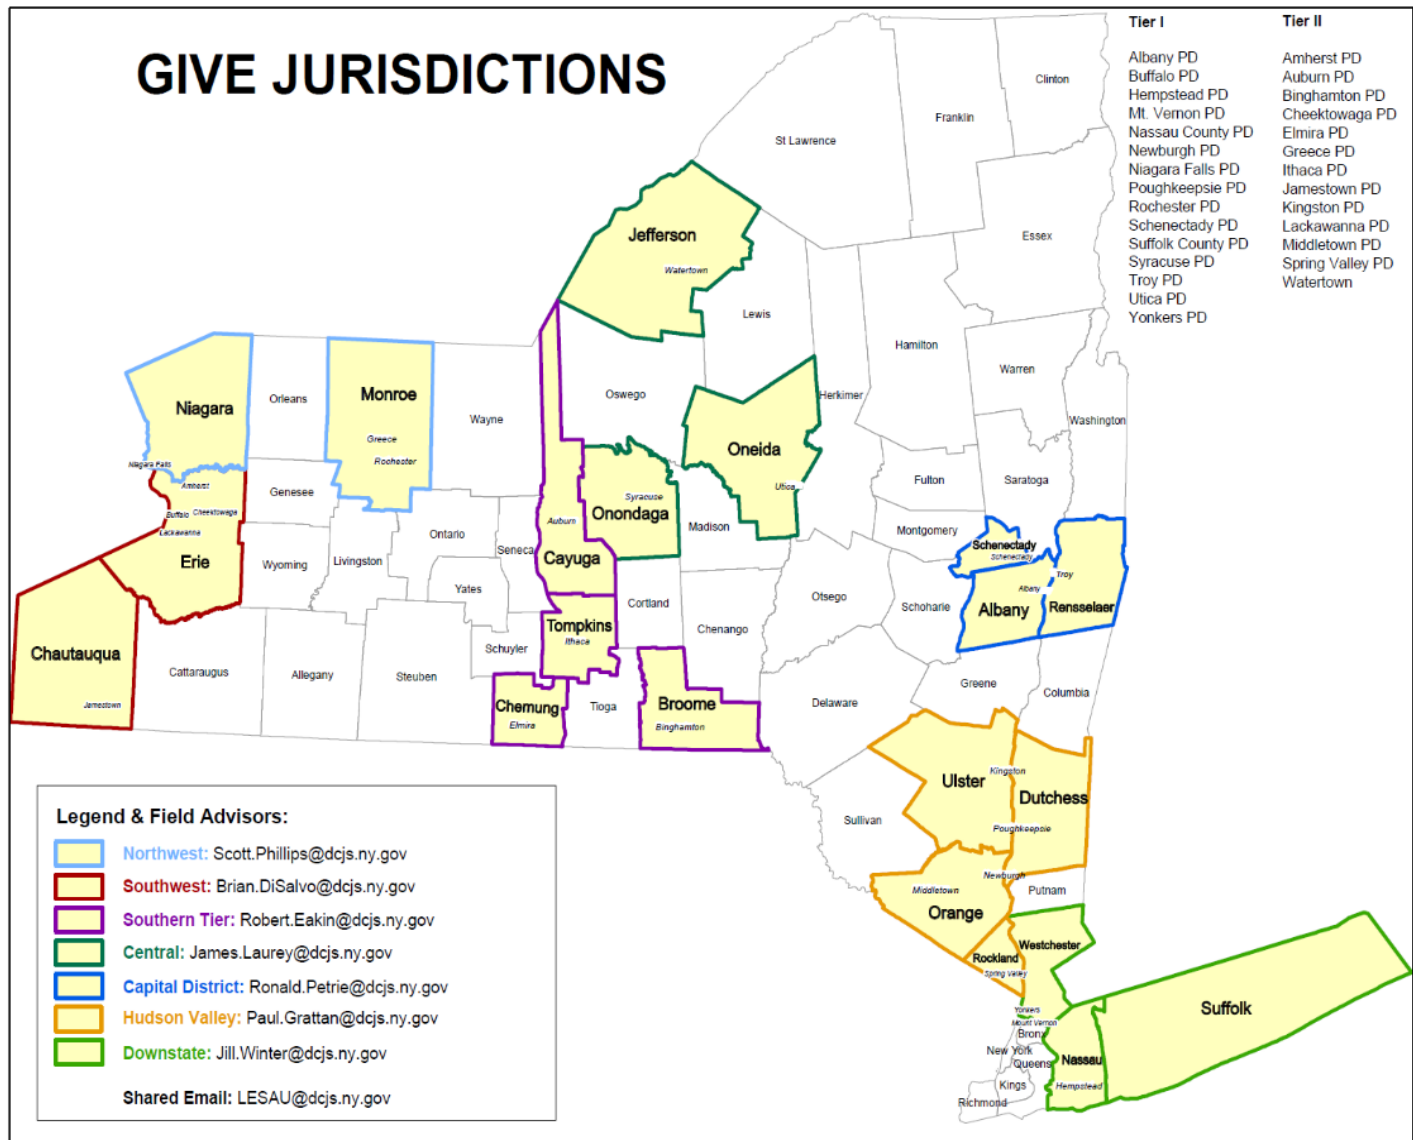 GIVE JURISDICTIONS
Tier I
Albany PD
Buffalo PD
Hempstead PD
Mt. Vernon PD
Nassau County PD
Newburgh PD
Niagara Falls PD
Poughkeepsie PD
Rochester PD
Schenectady PD
Suffolk County PD
Syracuse PD
Troy PD
Utica PD
Yonkers PD
Tier II
Amherst PD
Auburn PD
Binghamton PD
Cheektowaga PD
Elmira PD
Greece PD
Ithaca PD
Jamestown PD
Kingston PD
Lackawanna PD
Middletown PD
Spring Valley PD
Watertown
Clinton
Franklin
St Lawrence
Essex
Jefferson
Watertown
Lewis
Hamilton
Warren
Washington
Herkimer
Oswego
Oneida
Utica
Niagara
Niagara Falls
Orleans
Monroe
Greece
Rochester
Wayne
Fulton
Saratoga
Montgomery
Genesee
Amherst
Buffalo
Cheektowaga
Lackawanna
Erie
Wyoming
Livingston
Ontario
Yates
Seneca
Auburn
Cayuga
Syracuse
Onondaga
Madison
Schenectady
Schenectady
Troy
Albany
Albany
Rensselaer
Schoharie
Otsego
Cortland
Chenango
Tompkins
Ithaca
Schuyler
Chautauqua
Jamestown
Cattaraugus
Allegany
Steuben
Chemung
Elmira
Tioga
Broome
Binghamton
Delaware
Greene
Columbia
Ulster
Kingston
Dutchess
Poughkeepsie
Sullivan
Newburgh
Middletown
Orange
Putnam
Westchester
Rockland
Spring Valley
Yonkers
Mount Vernon
Bronx
New York
Queens
Kings
Richmond
Nassau
Hempstead
Suffolk
Legend & Field Advisors:
Northwest: Scott.Phillips@dcjs.ny.gov
Southwest: Brian.DiSalvo@dcjs.ny.gov
Southern Tier: Robert.Eakin@dcjs.ny.gov
Central: James.Laurey@dcjs.ny.gov
Capital District: Ronald.Petrie@dcjs.ny.gov
Hudson Valley: Paul.Grattan@dcjs.ny.gov
Downstate: Jill.Winter@dcjs.ny.gov
Shared Email: LESAU@dcjs.ny.gov